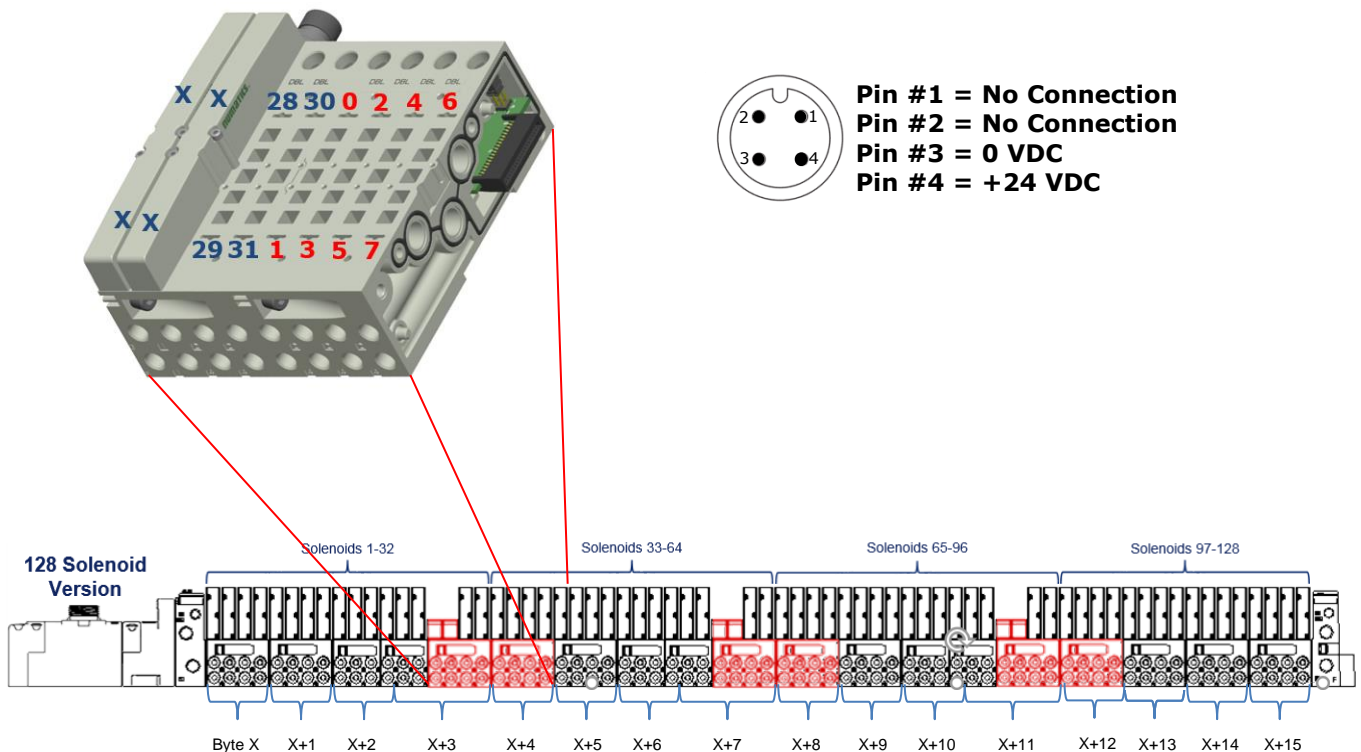 DBL DBL DBL DBL DBL DBL
X X 28 30 0 2 4 6
X X
29 31 1 3 5 7
2 1
3 4
Pin #1 = No Connection
Pin #2 = No Connection
Pin #3 = 0 VDC
Pin #4 = +24 VDC
128 Solenoid
Version
Solenoids 1-32 Solenoids 33-64 Solenoids 65-96 Solenoids 97-128
Byte X X+1 X+2 X+3 X+4 X+5 X+6 X+7 X+8 X+9 X+10 X+11 X+12 X+13 X+14 X+15